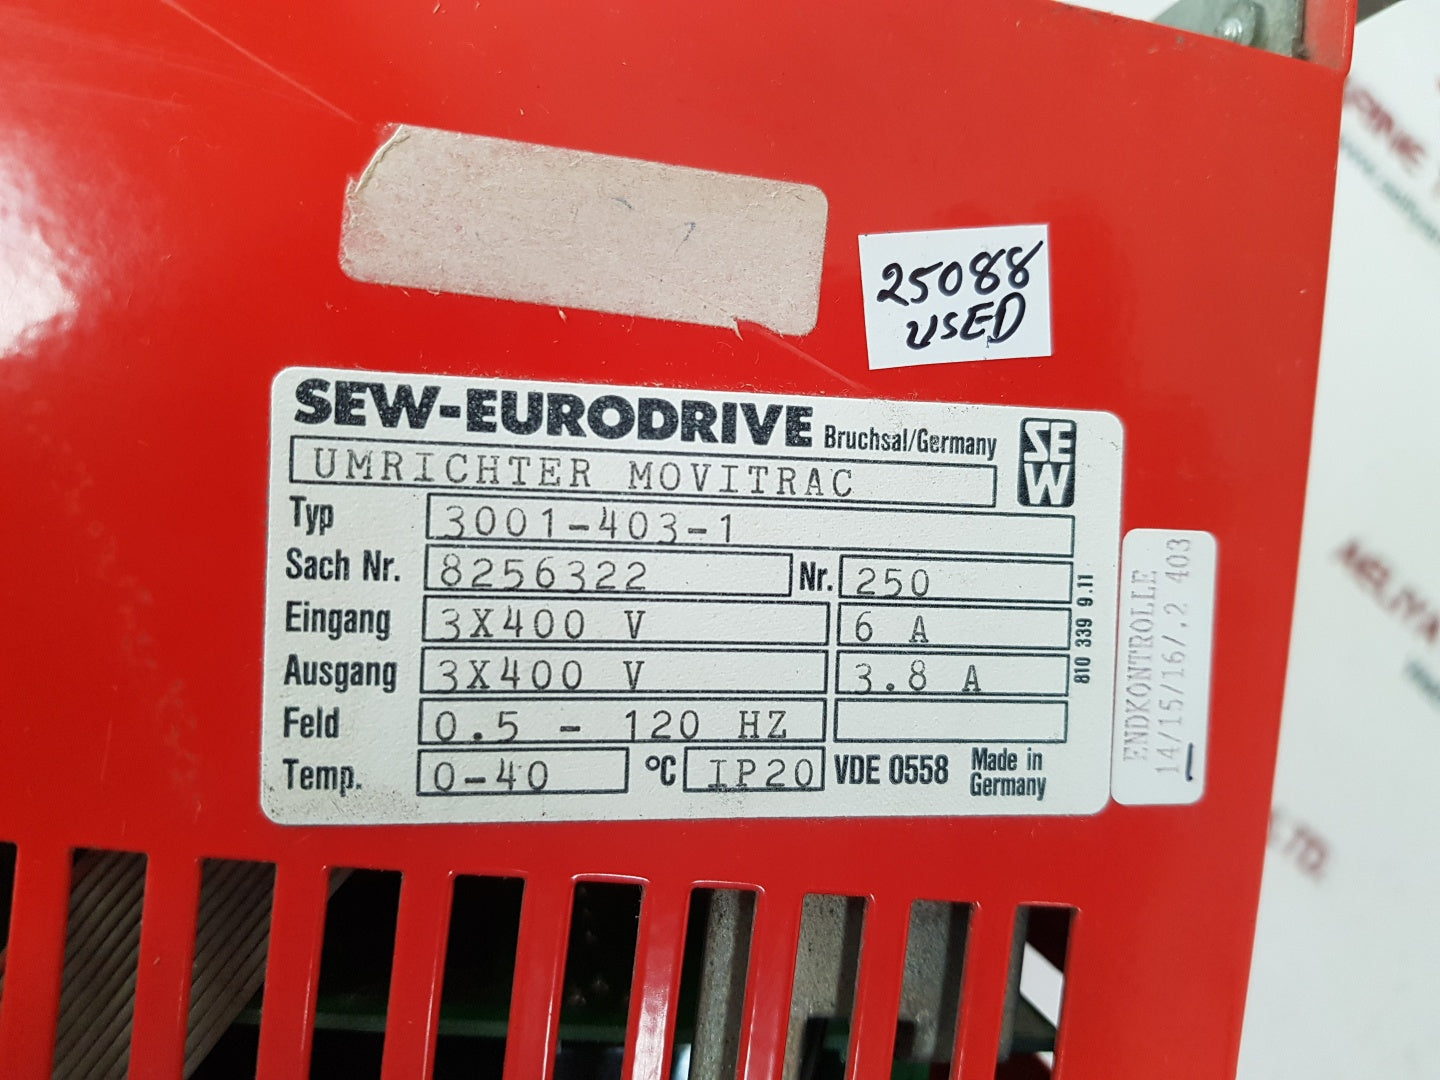 25088
USED
SEW-EURODRIVE Bruchsal/Germany
SEW
UMRICHTER MOVITRAC
Typ 3001-403-1
Sach Nr. 8256322 Nr. 250
Eingang 3X400 V 6 A
Ausgang 3X400 V 3.8 A
Feld 0.5 - 120 HZ
Temp. 0-40 °C IP20 VDE 0558 Made in
Germany
810 339 9.11
ENDKONTROLLE
14/15/16/.2 403